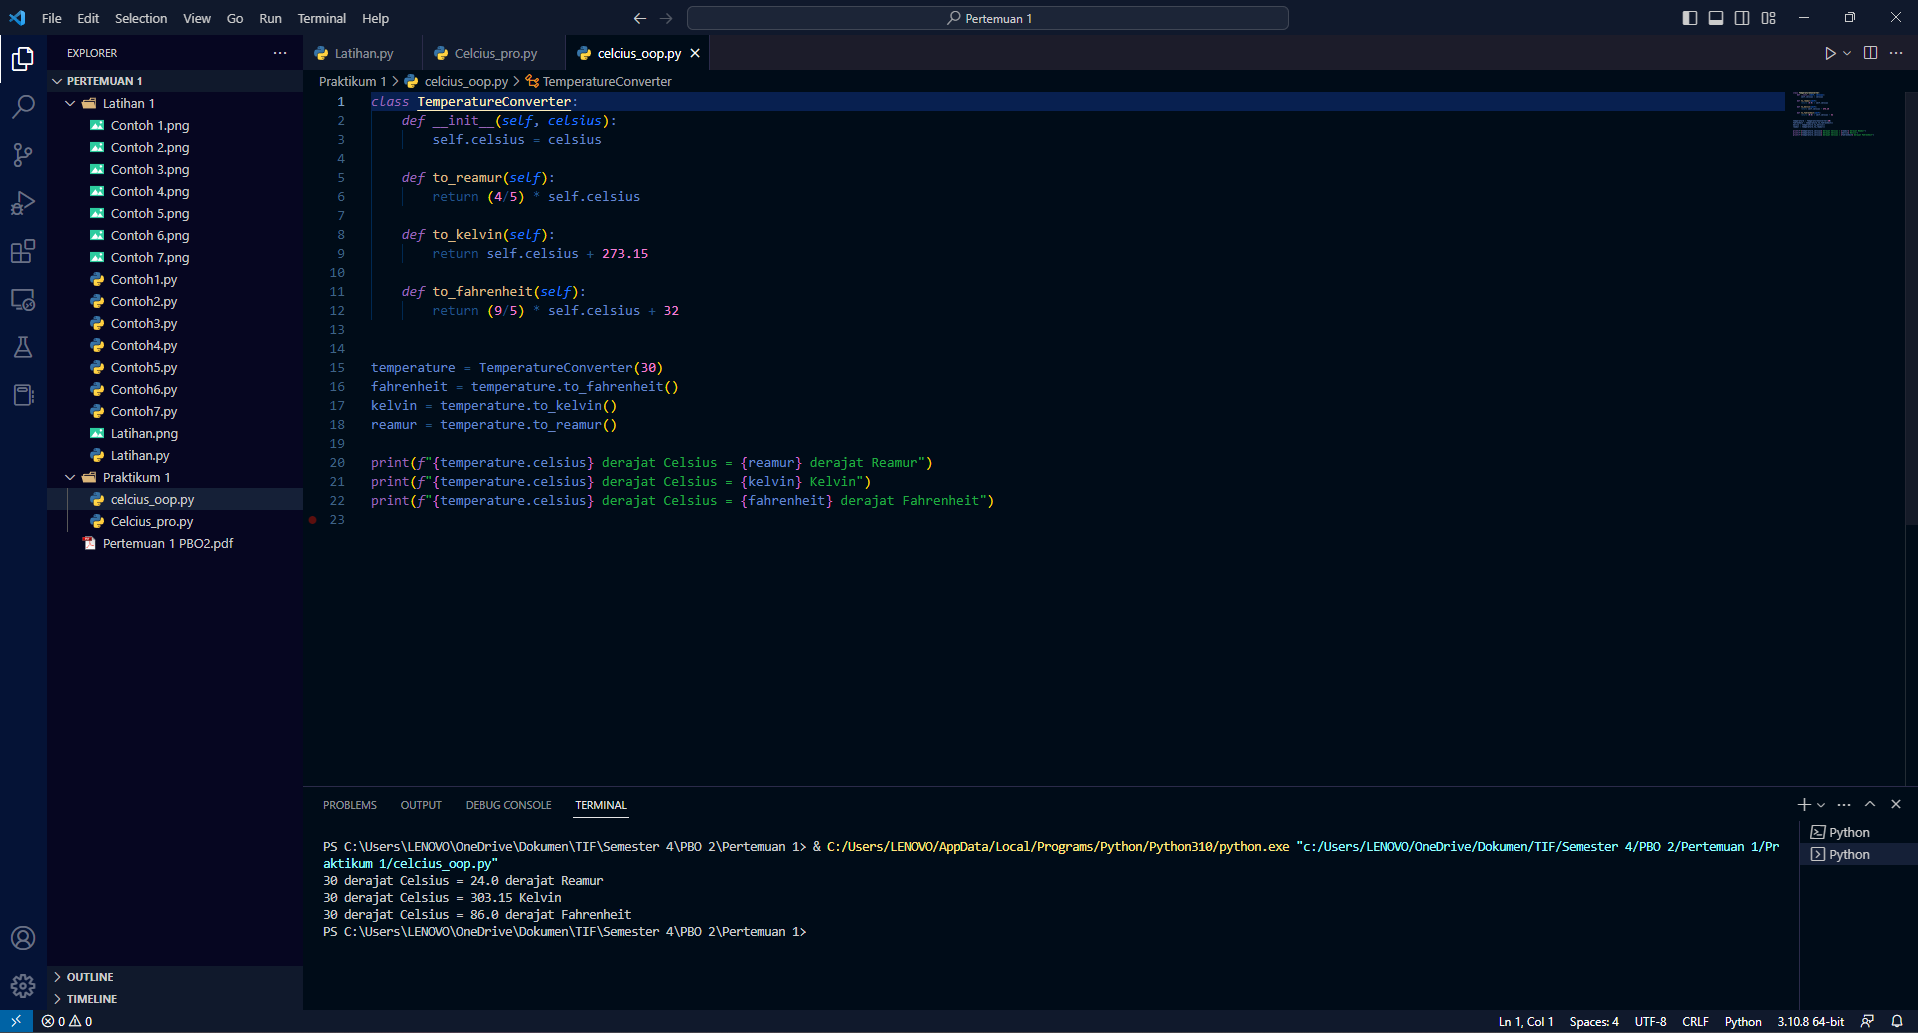 File Edit Selection View Go Run Terminal Help
Pertemuan 1
EXPLORER
PERTEMUAN 1
Latihan 1
Contoh 1.png
Contoh 2.png
Contoh 3.png
Contoh 4.png
Contoh 5.png
Contoh 6.png
Contoh 7.png
Contoh1.py
Contoh2.py
Contoh3.py
Contoh4.py
Contoh5.py
Contoh6.py
Contoh7.py
Latihan.png
Latihan.py
Praktikum 1
celcius_oop.py
Celcius_pro.py
Pertemuan 1 PBO2.pdf
OUTLINE
TIMELINE
Latihan.py Celcius_pro.py celcius_oop.py
Praktikum 1 > celcius_oop.py > TemperatureConverter
1 class TemperatureConverter:
2     def __init__(self, celsius):
3         self.celsius = celsius
4
5     def to_reamur(self):
6         return (4/5) * self.celsius
7
8     def to_kelvin(self):
9         return self.celsius + 273.15
10
11     def to_fahrenheit(self):
12         return (9/5) * self.celsius + 32
13
14
15 temperature = TemperatureConverter(30)
16 fahrenheit = temperature.to_fahrenheit()
17 kelvin = temperature.to_kelvin()
18 reamur = temperature.to_reamur()
19
20 print(f"{temperature.celsius} derajat Celsius = {reamur} derajat Reamur")
21 print(f"{temperature.celsius} derajat Celsius = {kelvin} Kelvin")
22 print(f"{temperature.celsius} derajat Celsius = {fahrenheit} derajat Fahrenheit")
23
PROBLEMS OUTPUT DEBUG CONSOLE TERMINAL
PS C:\Users\LENOVO\OneDrive\Dokumen\TIF\Semester 4\PBO 2\Pertemuan 1> & C:/Users/LENOVO/AppData/Local/Programs/Python/Python310/python.exe "c:/Users/LENOVO/OneDrive/Dokumen/TIF/Semester 4/PBO 2/Pertemuan 1/Pr
aktikum 1/celcius_oop.py"
30 derajat Celsius = 24.0 derajat Reamur
30 derajat Celsius = 303.15 Kelvin
30 derajat Celsius = 86.0 derajat Fahrenheit
PS C:\Users\LENOVO\OneDrive\Dokumen\TIF\Semester 4\PBO 2\Pertemuan 1>
Python
Python
0 0 Ln 1, Col 1 Spaces: 4 UTF-8 CRLF Python 3.10.8 64-bit